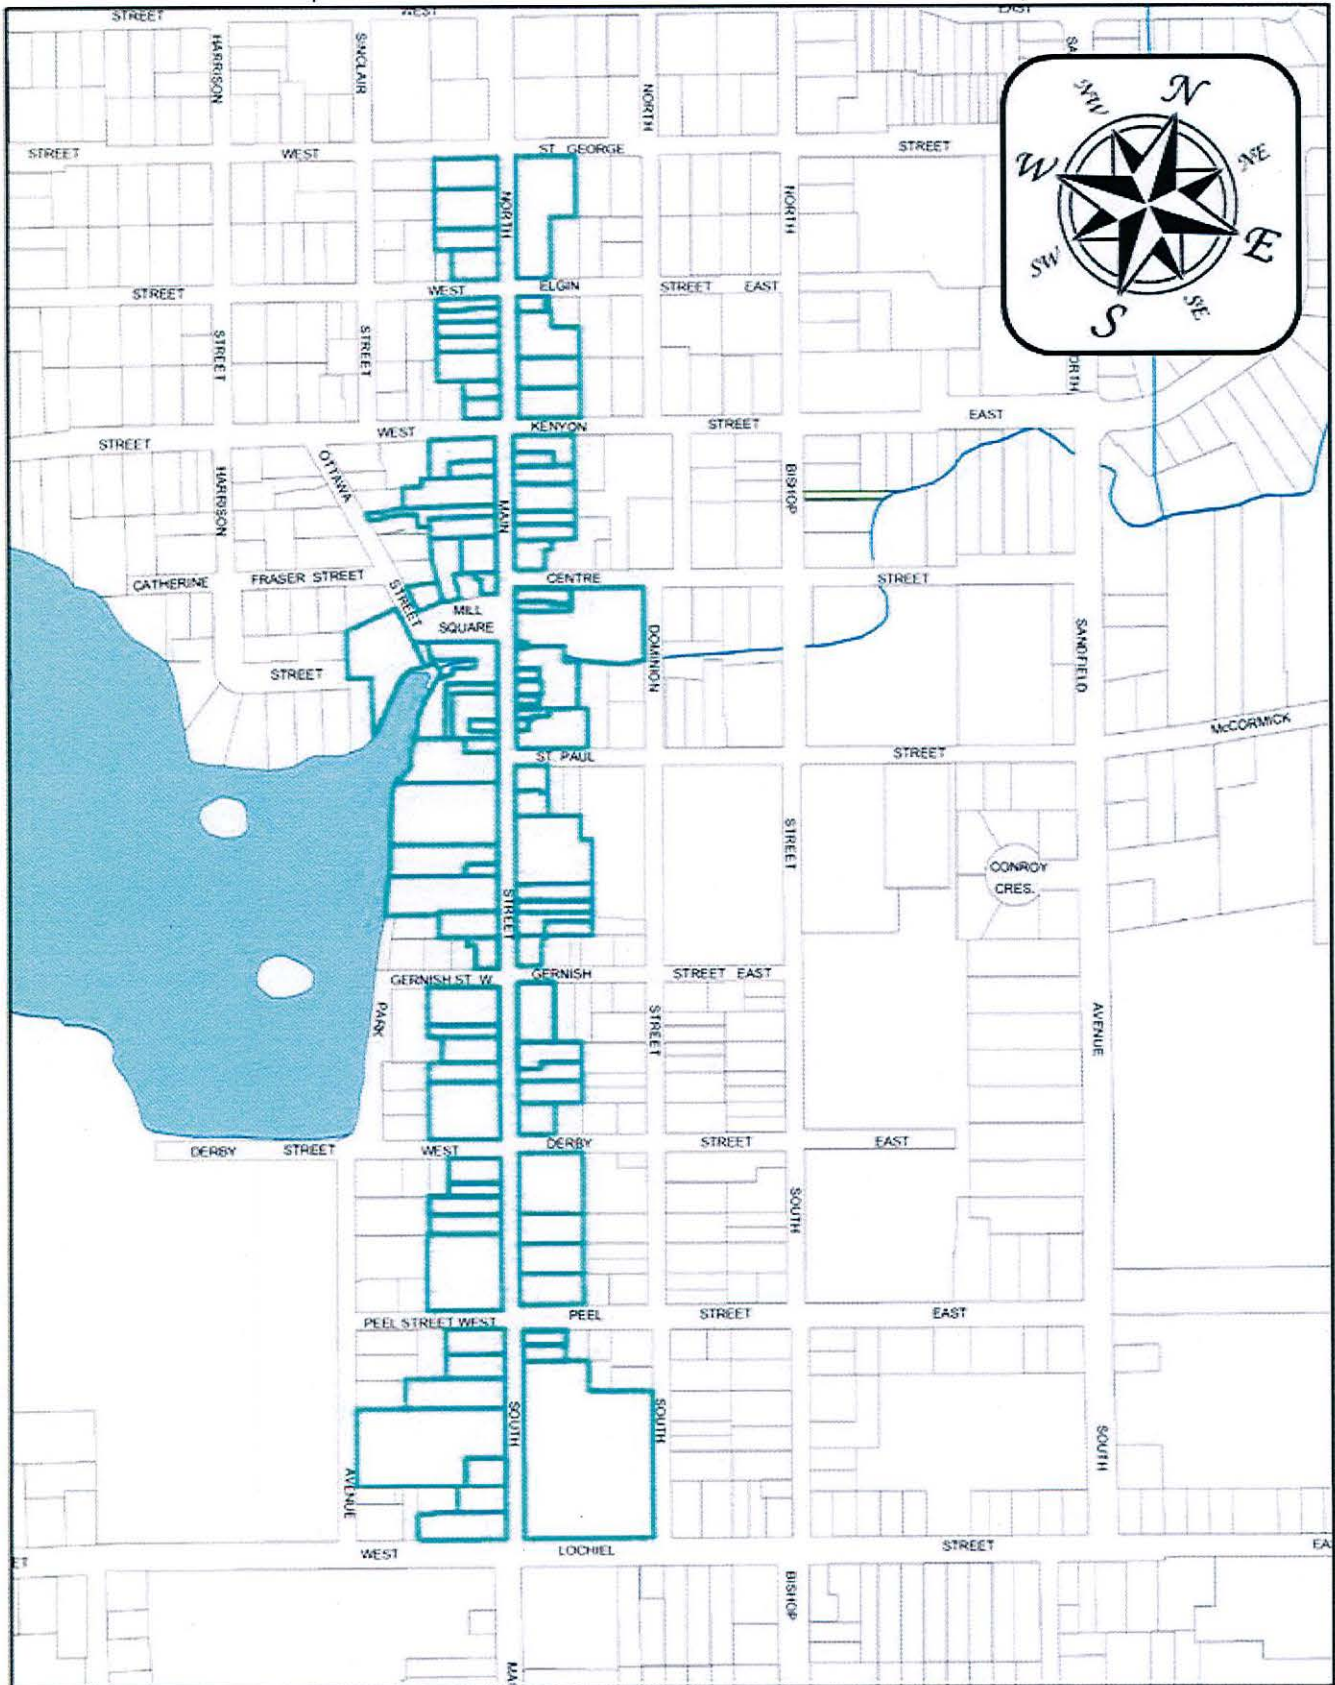 STREET
WEST
EAST
HARRISON
SINCLAIR
NORTH
N
NE
E
SE
S
SW
W
NW
STREET
WEST
ST. GEORGE
STREET
NORTH
NORTH
STREET
WEST
ELGIN
STREET EAST
STREET
STREET
STREET
WEST
KENYON
STREET
EAST
HARRISON
OTTAWA
MAIN
BISHOP
CATHERINE
FRASER STREET
STREET
CENTRE
STREET
MILL
SQUARE
STREET
DOMINION
SANDFIELD
ST. PAUL
STREET
McCORMICK
STREET
STREET
CONROY
CRES.
GERNISH ST. W.
GERNISH
STREET EAST
PARK
STREET
AVENUE
DERBY
STREET
WEST
DERBY
STREET
EAST
SOUTH
PEEL STREET WEST
PEEL
STREET
EAST
SOUTH
SOUTH
SOUTH
AVENUE
WEST
LOCHIEL
STREET
BISHOP